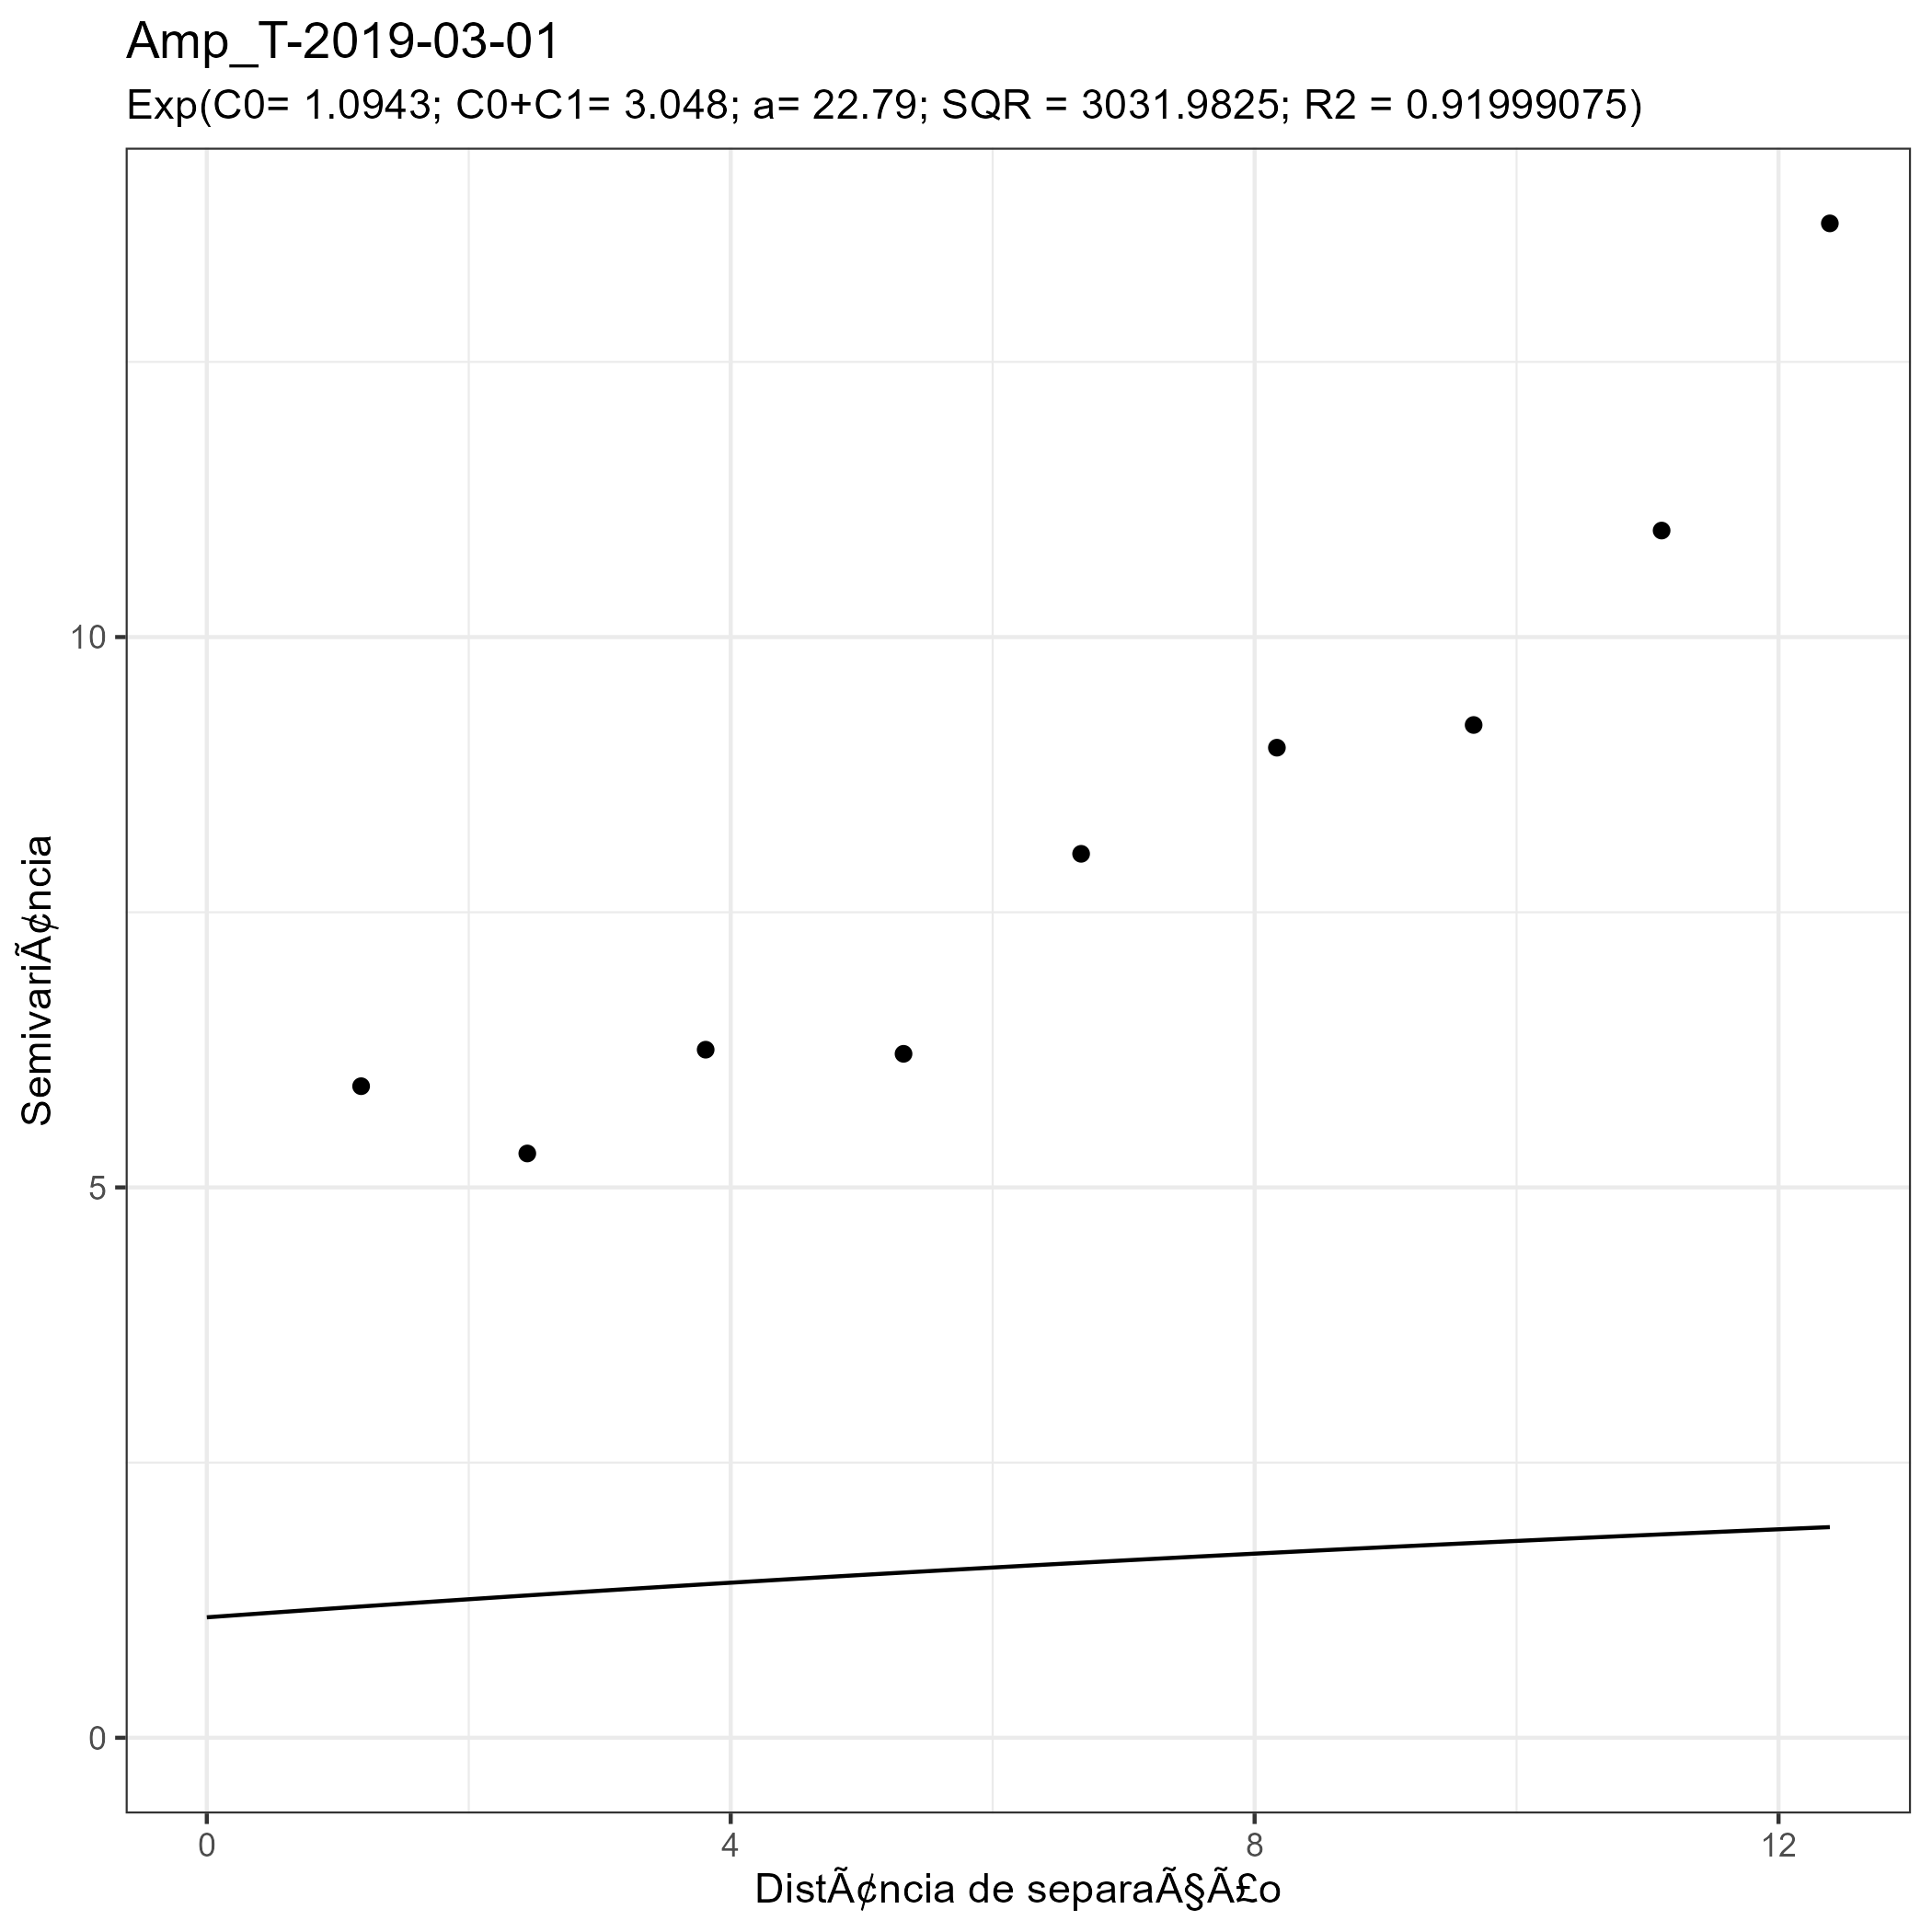 Amp_T-2019-03-01
Exp(C0= 1.0943; C0+C1= 3.048; a= 22.79; SQR = 3031.9825; R2 = 0.91999075)
SemivariÃ¢ncia
10
5
0
0 4 8 12
DistÃ¢ncia de separaÃ§Ã£o